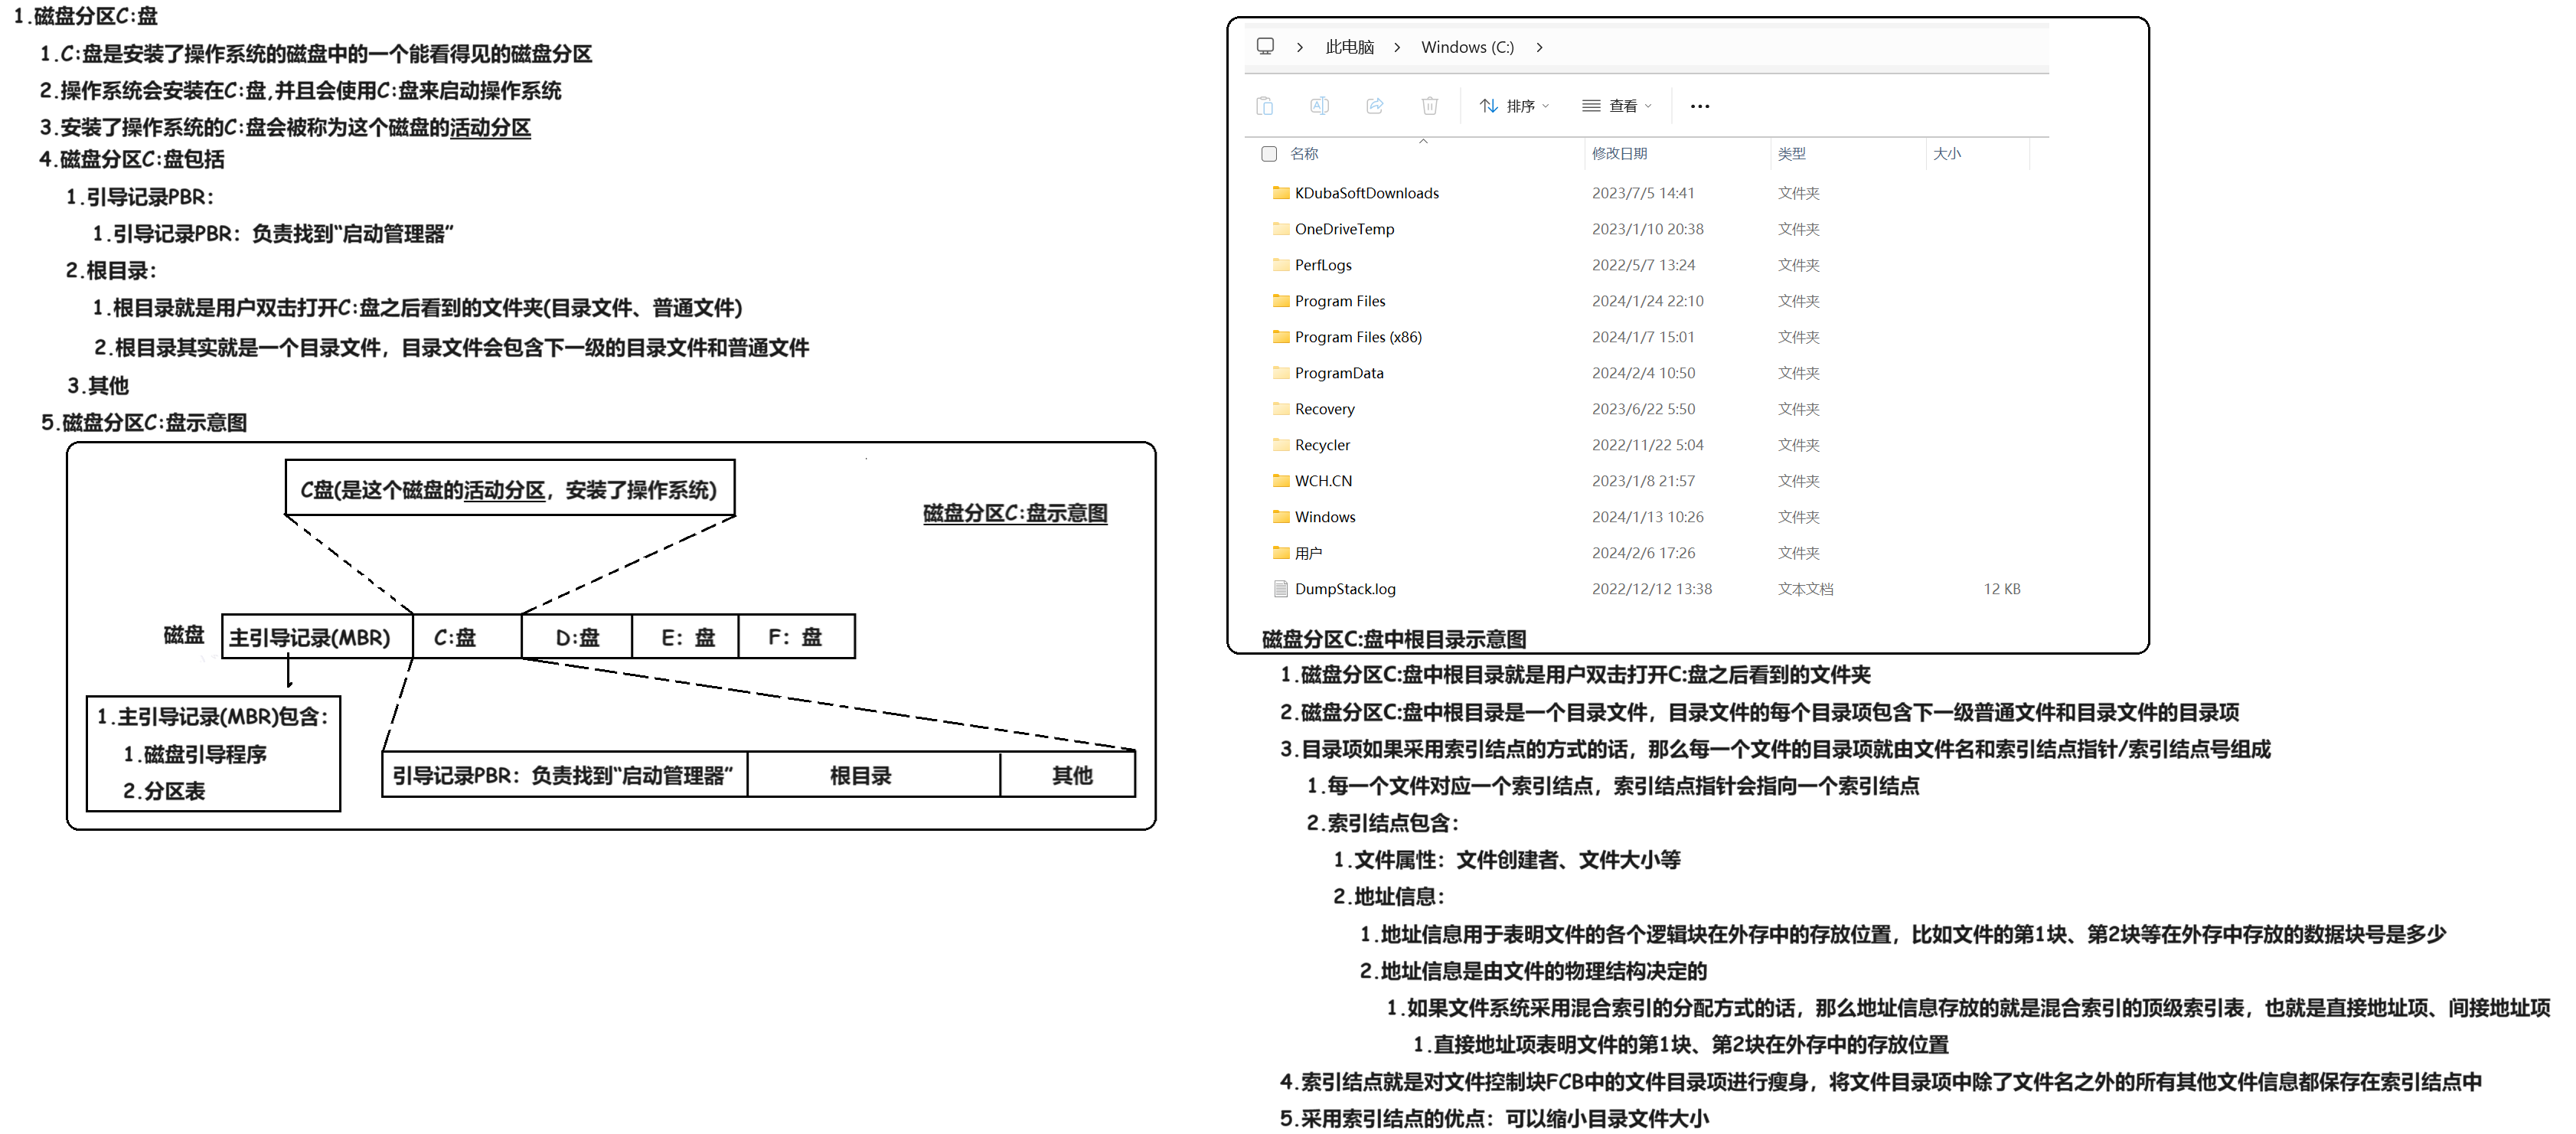 1.磁盘分区C:盘
1.C:盘是安装了操作系统的磁盘中的一个能看得见的磁盘分区
2.操作系统会安装在C:盘,并且会使用C:盘来启动操作系统
3.安装了操作系统的C:盘会被称为这个磁盘的活动分区
4.磁盘分区C:盘包括
1.引导记录PBR：
1.引导记录PBR：负责找到“启动管理器”
2.根目录：
1.根目录就是用户双击打开C:盘之后看到的文件夹(目录文件、普通文件)
2.根目录其实就是一个目录文件，目录文件会包含下一级的目录文件和普通文件
3.其他
5.磁盘分区C:盘示意图
C盘(是这个磁盘的活动分区，安装了操作系统)
磁盘分区C:盘示意图
磁盘 主引导记录(MBR) C:盘 D:盘 E：盘 F：盘
1.主引导记录(MBR)包含：
1.磁盘引导程序
2.分区表
引导记录PBR：负责找到“启动管理器” 根目录 其他
此电脑 Windows (C:)
排序 查看
名称 修改日期 类型 大小
KDubaSoftDownloads 2023/7/5 14:41 文件夹
OneDriveTemp 2023/1/10 20:38 文件夹
PerfLogs 2022/5/7 13:24 文件夹
Program Files 2024/1/24 22:10 文件夹
Program Files (x86) 2024/1/7 15:01 文件夹
ProgramData 2024/2/4 10:50 文件夹
Recovery 2023/6/22 5:50 文件夹
Recycler 2022/11/22 5:04 文件夹
WCH.CN 2023/1/8 21:57 文件夹
Windows 2024/1/13 10:26 文件夹
用户 2024/2/6 17:26 文件夹
DumpStack.log 2022/12/12 13:38 文本文档 12 KB
磁盘分区C:盘中根目录示意图
1.磁盘分区C:盘中根目录就是用户双击打开C:盘之后看到的文件夹
2.磁盘分区C:盘中根目录是一个目录文件，目录文件的每个目录项包含下一级普通文件和目录文件的目录项
3.目录项如果采用索引结点的方式的话，那么每一个文件的目录项就由文件名和索引结点指针/索引结点号组成
1.每一个文件对应一个索引结点，索引结点指针会指向一个索引结点
2.索引结点包含：
1.文件属性：文件创建者、文件大小等
2.地址信息：
1.地址信息用于表明文件的各个逻辑块在外存中的存放位置，比如文件的第1块、第2块等在外存中存放的数据块号是多少
2.地址信息是由文件的物理结构决定的
1.如果文件系统采用混合索引的分配方式的话，那么地址信息存放的就是混合索引的顶级索引表，也就是直接地址项、间接地址项
1.直接地址项表明文件的第1块、第2块在外存中的存放位置
4.索引结点就是对文件控制块FCB中的文件目录项进行瘦身，将文件目录项中除了文件名之外的所有其他文件信息都保存在索引结点中
5.采用索引结点的优点：可以缩小目录文件大小